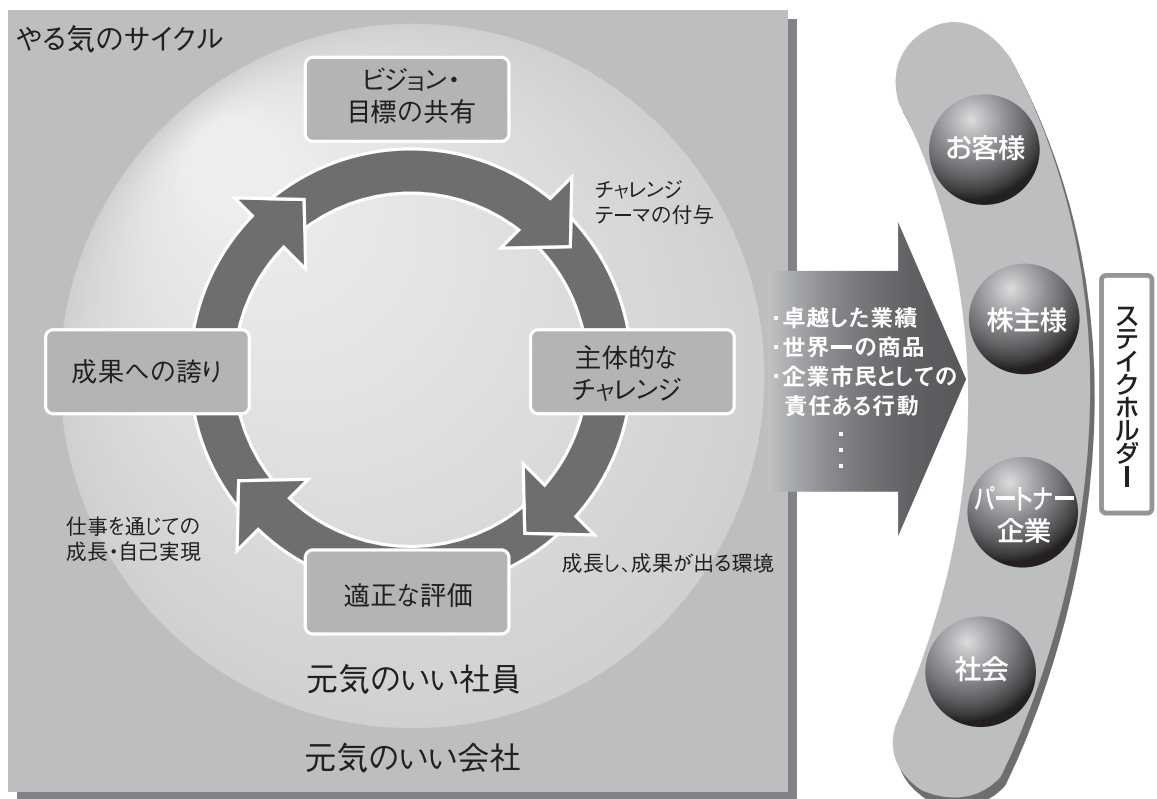 やる気のサイクル
ビジョン・
目標の共有
チャレンジ
テーマの付与
主体的な
チャレンジ
成長し、成果が出る環境
適正な評価
仕事を通じての
成長・自己実現
成果への誇り
元気のいい社員
元気のいい会社
・卓越した業績
・世界一の商品
・企業市民としての
責任ある行動
・
・
・
お客様
株主様
パートナー
企業
社会
ステイクホルダー